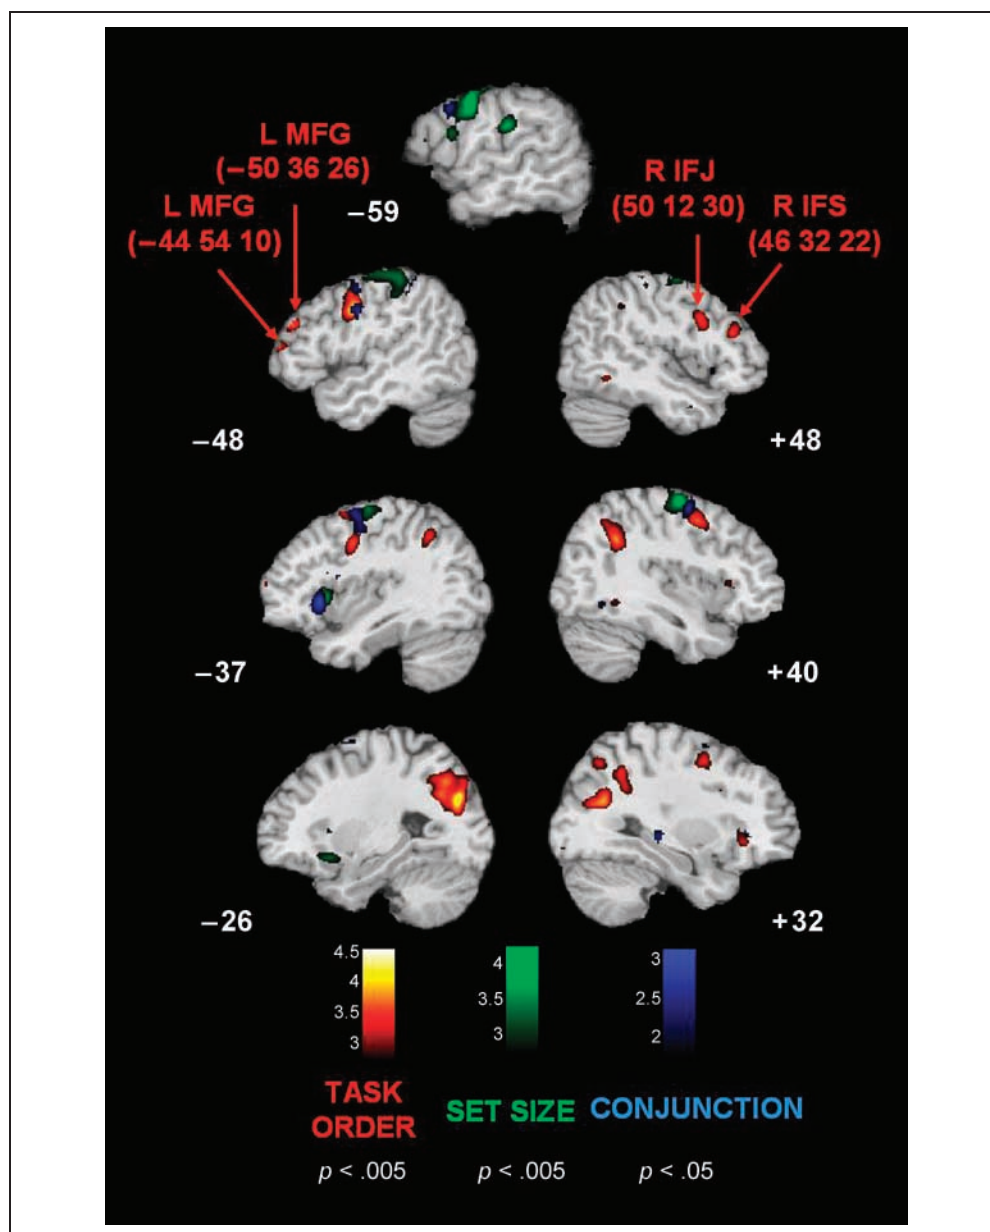 L MFG
(−50 36 26)
L MFG
(−44 54 10)
−59
R IFJ
(50 12 30)
R IFS
(46 32 22)
−48
+48
−37
+40
−26
+32
4.5
4
3.5
3
4
3.5
3
3
2.5
2
TASK
ORDER
SET SIZE
CONJUNCTION
p < .005
p < .005
p < .05